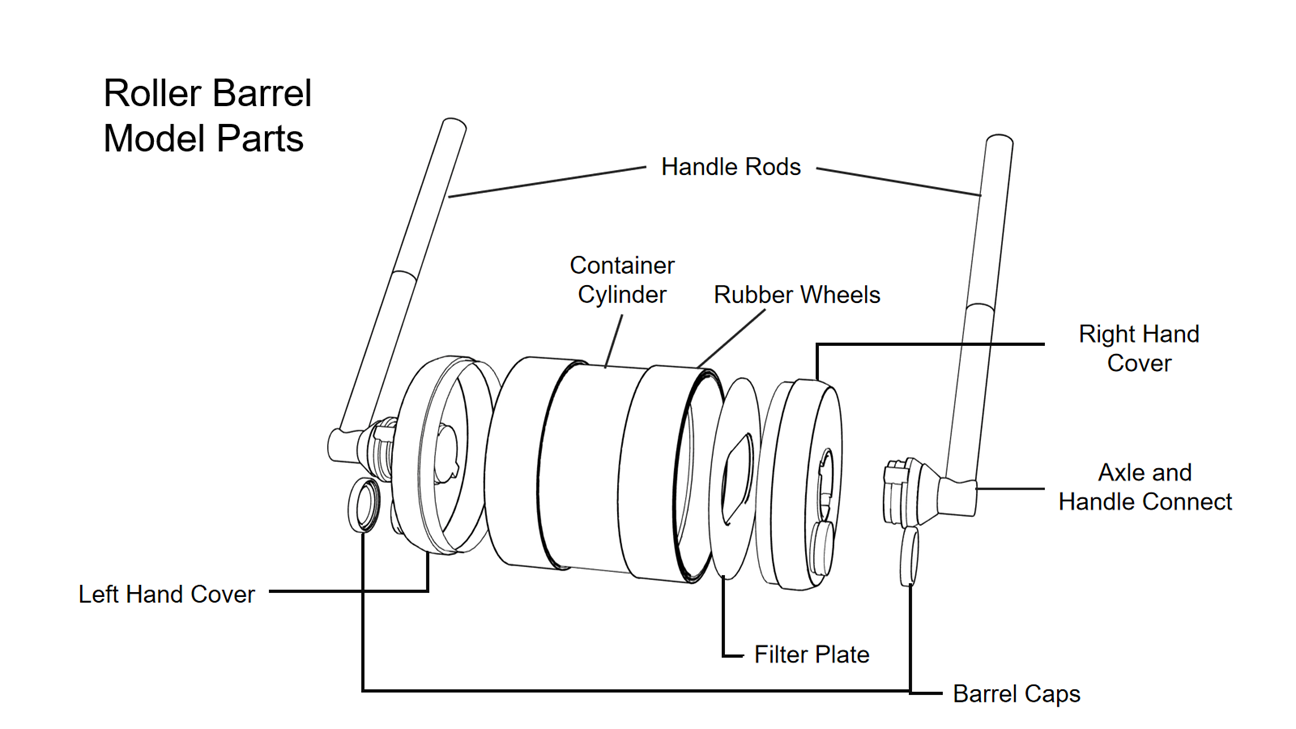 Roller Barrel
Model Parts
Handle Rods
Container
Cylinder
Rubber Wheels
Right Hand
Cover
Axle and
Handle Connect
Left Hand Cover
Filter Plate
Barrel Caps